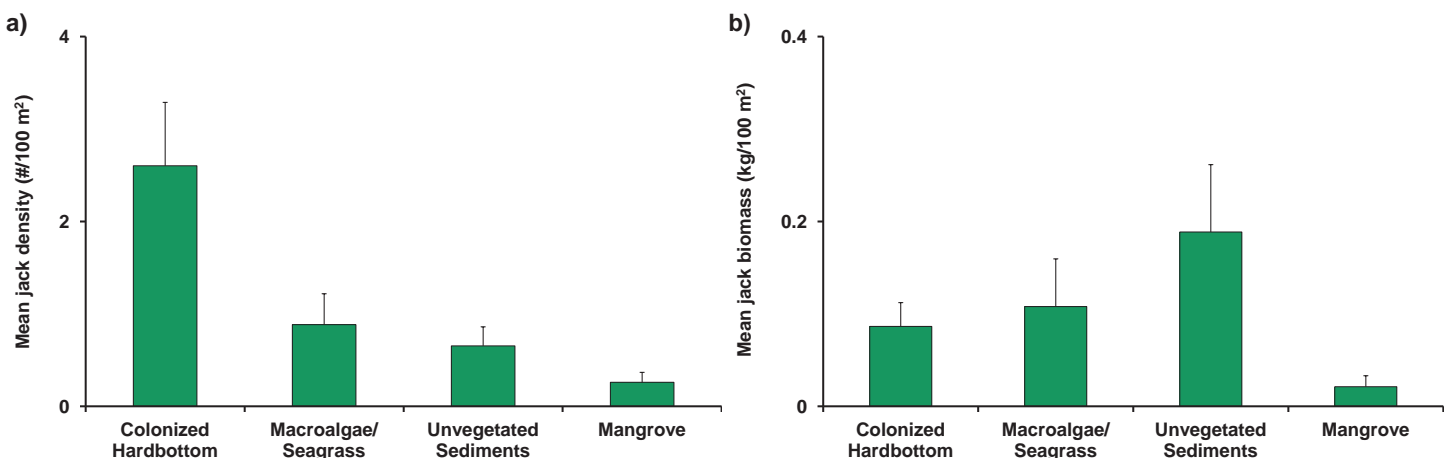 a)
Mean jack density (#/100 m²)
4
2
0
Colonized
Hardbottom
Macroalgae/
Seagrass
Unvegetated
Sediments
Mangrove
b)
Mean jack biomass (kg/100 m²)
0.4
0.2
0
Colonized
Hardbottom
Macroalgae/
Seagrass
Unvegetated
Sediments
Mangrove